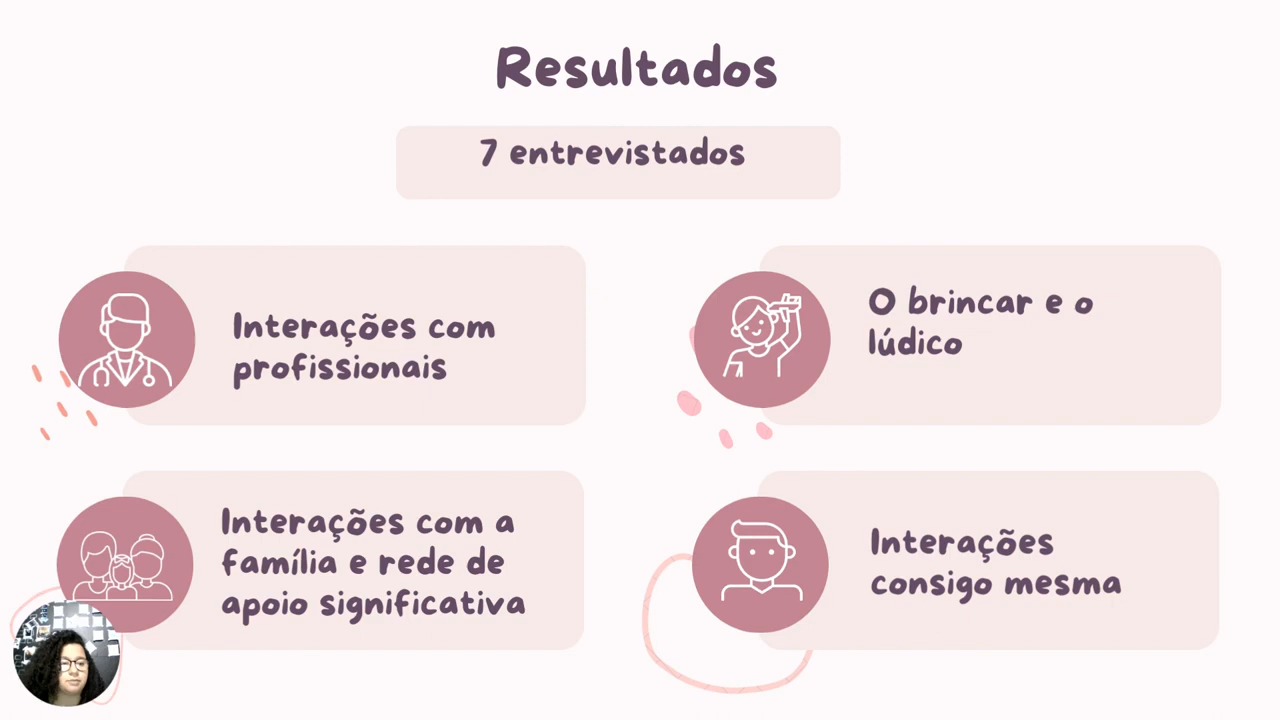 Resultados
7 entrevistados
Interações com
profissionais
O brincar e o
lúdico
Interações com a
família e rede de
apoio significativa
Interações
consigo mesma